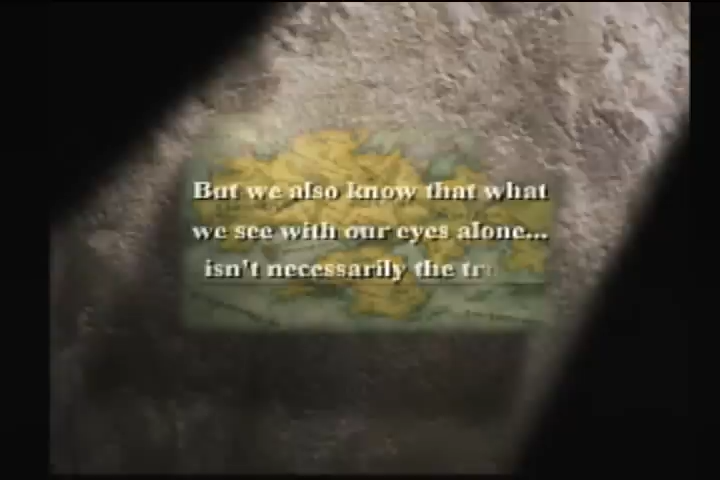 But we also know that what
we see with our eyes alone...
isn't necessarily the